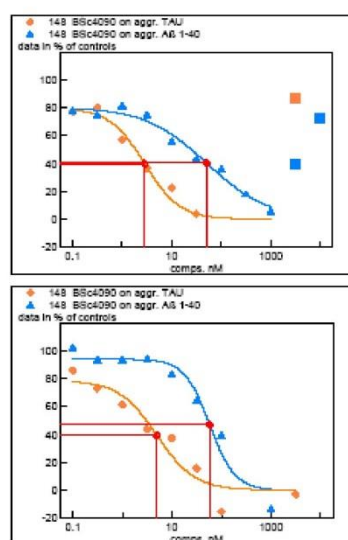 148 BSc4090 on aggr. TAU
148 BSc4090 on aggr. Aß 1-40
data in % of controls
100
80
60
40
20
0
-20
0.1 10 1000
comps. nM
148 BSc4090 on aggr. TAU
148 BSc4090 on aggr. Aß 1-40
data in % of controls
100
80
60
40
20
0
-20
0.1 10 1000
comps. nM